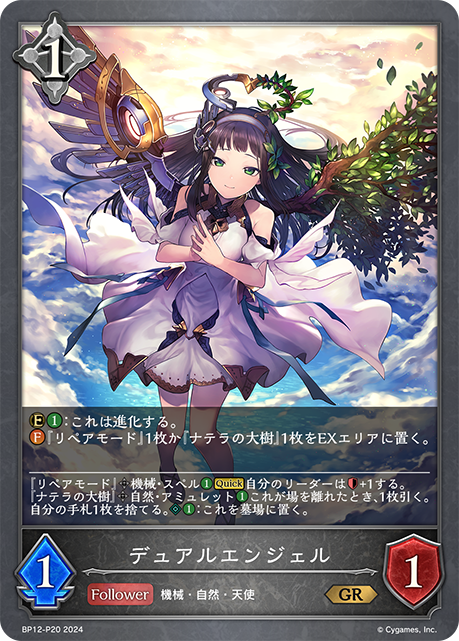 1
E 1:これは進化する。
F 『リペアモード』1枚か『ナテラの大樹』1枚をEXエリアに置く。
『リペアモード』機械・スペル 1 Quick 自分のリーダーは+1する。
『ナテラの大樹』自然・アミュレット 1 これが場を離れたとき、1枚引く。
自分の手札1枚を捨てる。1:これを墓場に置く。
デュアルエンジェル
1
Follower 機械・自然・天使 GR
1
BP12-P20 2024 © Cygames, Inc.